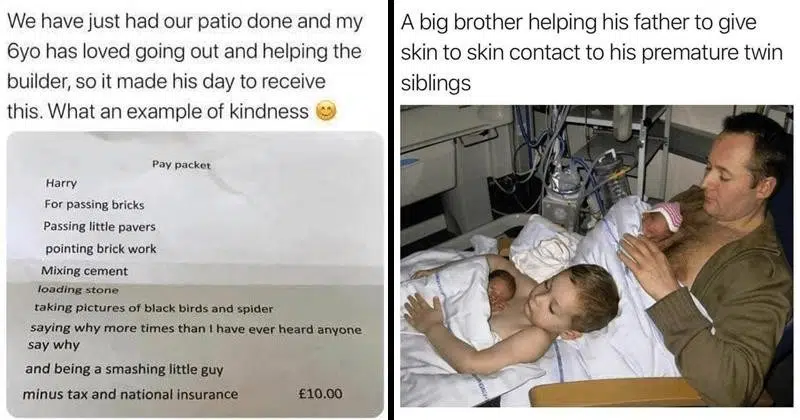 We have just had our patio done and my
6yo has loved going out and helping the
builder, so it made his day to receive
this. What an example of kindness 😊
Pay packet
Harry
For passing bricks
Passing little pavers
pointing brick work
Mixing cement
loading stone
taking pictures of black birds and spider
saying why more times than I have ever heard anyone
say why
and being a smashing little guy
minus tax and national insurance £10.00
A big brother helping his father to give
skin to skin contact to his premature twin
siblings